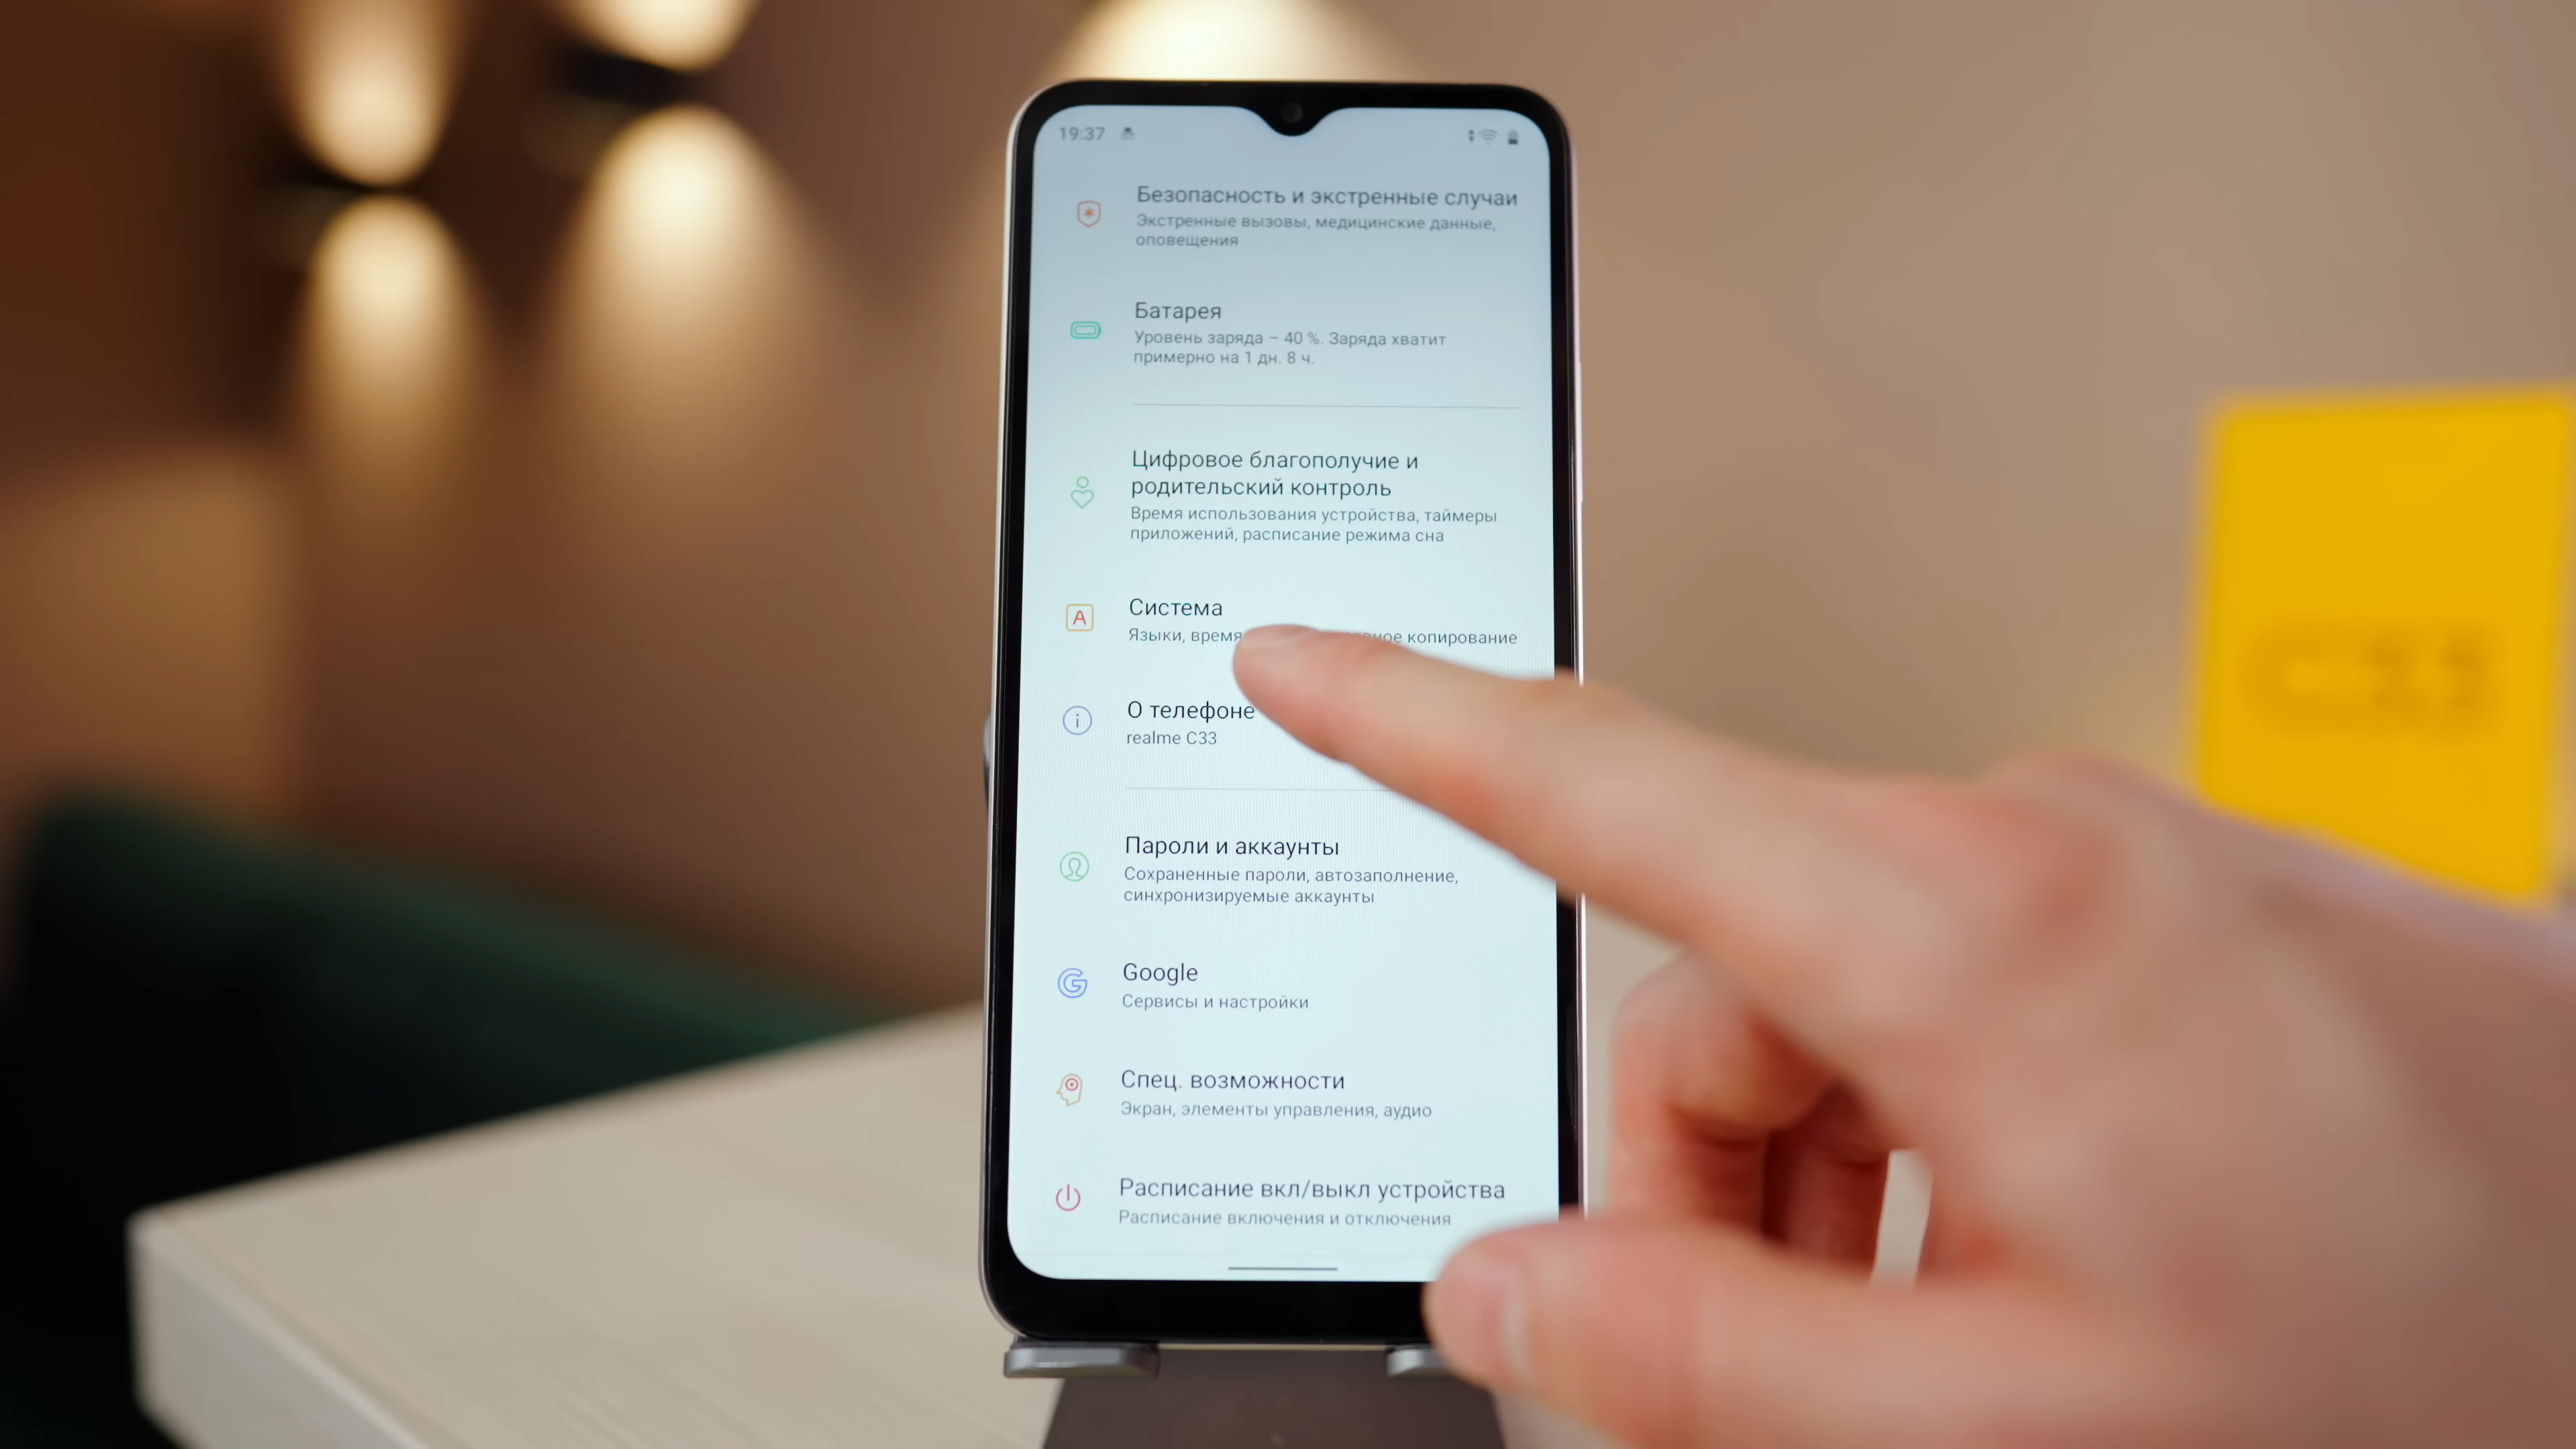 19:37
Безопасность и экстренные случаи
Экстренные вызовы, медицинские данные,
оповещения
Батарея
Уровень заряда – 40 %. Заряда хватит
примерно на 1 дн. 8 ч.
Цифровое благополучие и
родительский контроль
Время использования устройства, таймеры
приложений, расписание режима сна
A
Система
Языки, время копирование
О телефоне
realme C33
Пароли и аккаунты
Сохраненные пароли, автозаполнение,
синхронизируемые аккаунты
Google
Сервисы и настройки
Спец. возможности
Экран, элементы управления, аудио
Расписание вкл/выкл устройства
Расписание включения и отключения